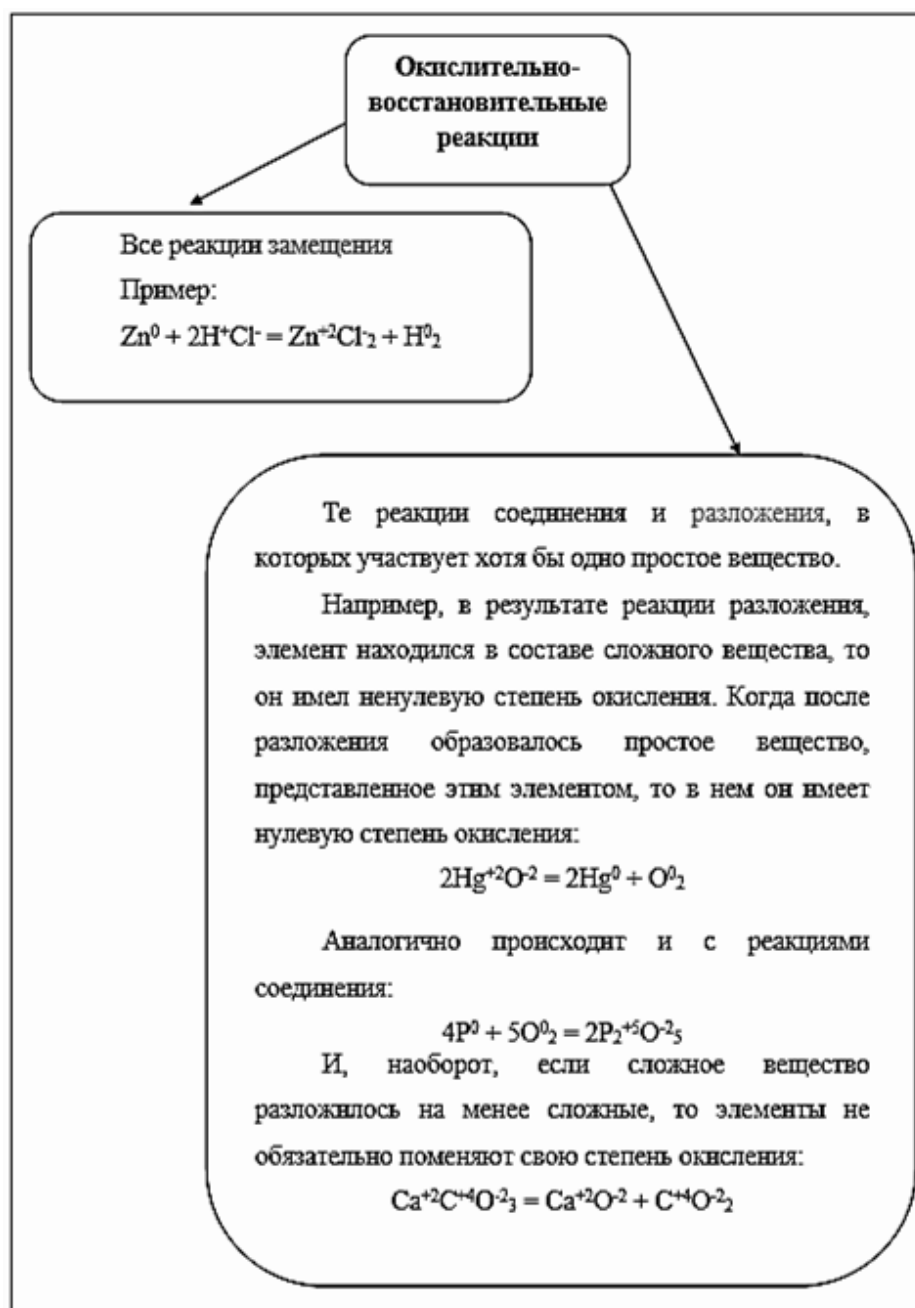 Окислительно-
восстановительные
реакции
Все реакции замещения
Пример:
Zn⁰ + 2H⁺Cl⁻ = Zn⁺²Cl⁻₂ + H⁰₂
Те реакции соединения и разложения, в
которых участвует хотя бы одно простое вещество.
Например, в результате реакции разложения,
элемент находился в составе сложного вещества, то
он имел ненулевую степень окисления. Когда после
разложения образовалось простое вещество,
представленное этим элементом, то в нем он имеет
нулевую степень окисления:
2Hg⁺²O⁻² = 2Hg⁰ + O⁰₂
Аналогично происходит и с реакциями
соединения:
4P⁰ + 5O⁰₂ = 2P₂⁺⁵O⁻²₅
И, наоборот, если сложное вещество
разложилось на менее сложные, то элементы не
обязательно поменяют свою степень окисления:
Ca⁺²C⁺⁴O⁻²₃ = Ca⁺²O⁻² + C⁺⁴O⁻²₂